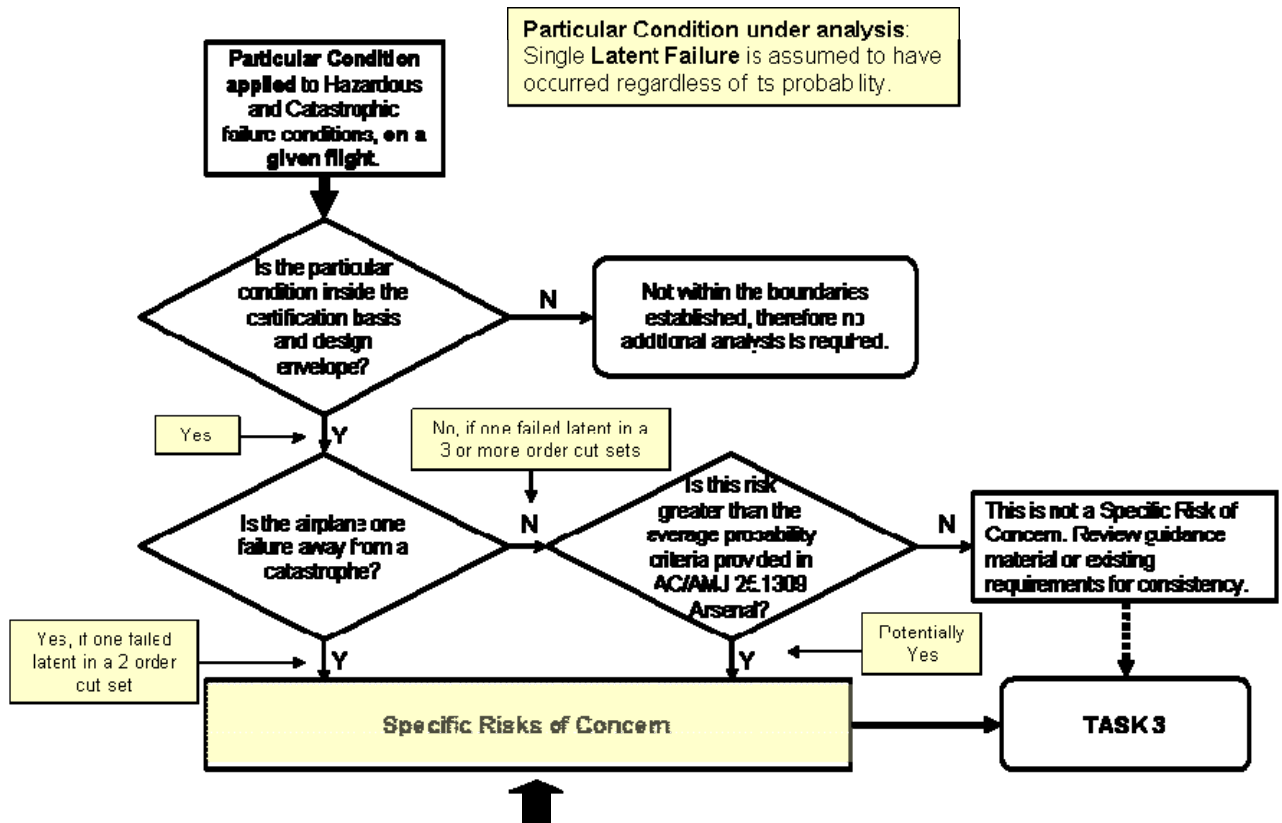 Particular Condition under analysis:
Single Latent Failure is assumed to have
occurred regardless of ts probab lity.
Particular Condition
applied to Hazardous
and Catastrophic
failure conditions, on a
given flight.
Is the particular
condition inside the
certification basis
and design
envelope?
N
Not within the boundaries
established, therefore no
additional analysis is required.
Yes
Y
No, if one failed latent in a
3 or more order cut sets
Is the airplane one
failure away from a
catastrophe?
N
Is this risk
greater than the
average probability
criteria provided in
AC/AMJ 25.1309
Arsenal?
N
This is not a Specific Risk of
Concern. Review guidance
material or existing
requirements for consistency.
Yes, if one failed
latent in a 2 order
cut set
Y
Y
Potentially
Yes
Specific Risks of Concern
TASK 3